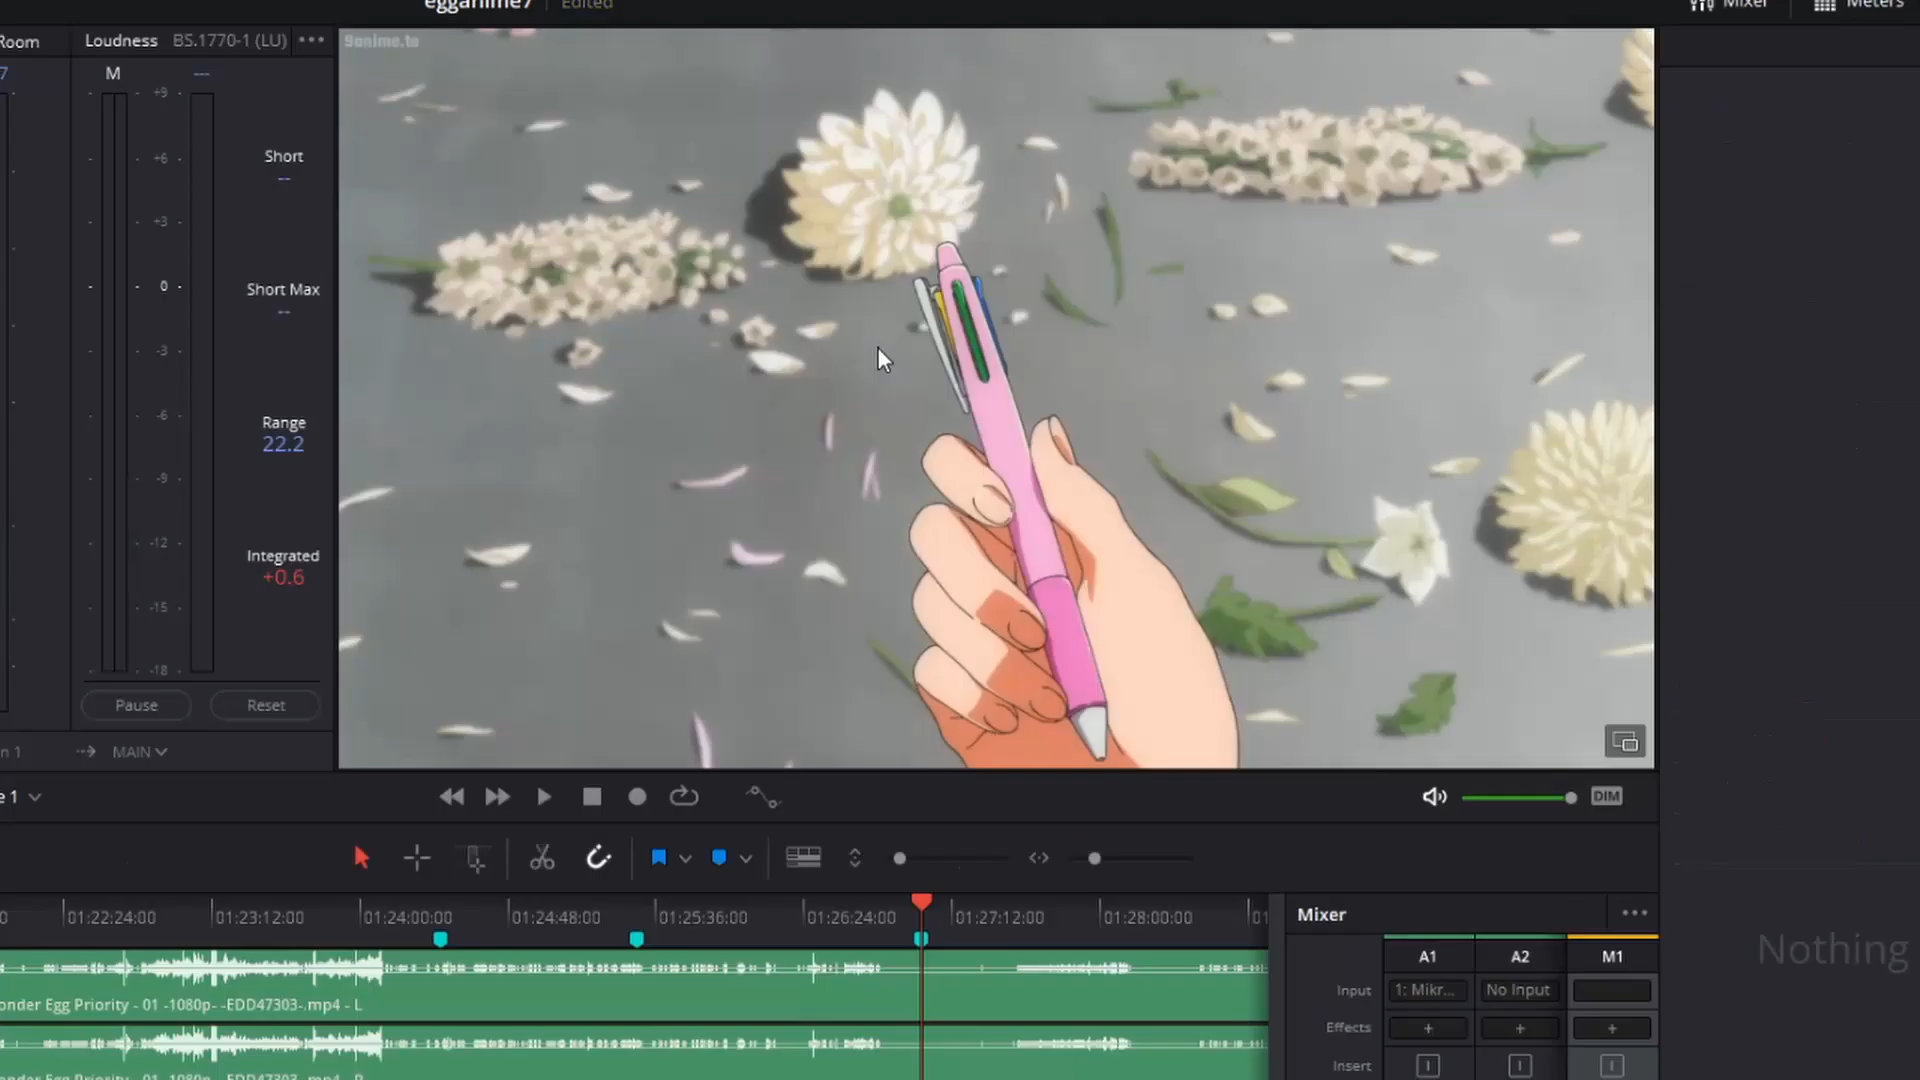 egganime7 Edited Mixer Meters
Room Loudness BS.1770-1 (LU)
9anime.to
7 M ---
+9
+6
+3
0
-3
-6
-9
-12
-15
-18
Short
--
Short Max
--
Range
22.2
Integrated
+0.6
Pause Reset
n 1 MAIN
e 1
DIM
0 01:22:24:00 01:23:12:00 01:24:00:00 01:24:48:00 01:25:36:00 01:26:24:00 01:27:12:00 01:28:00:00 01
onder Egg Priority - 01 -1080p- -EDD47303-.mp4 - L
onder Egg Priority - 01 -1080p- -EDD47303-.mp4 - R
Mixer
A1 A2 M1
Input 1: Mikr... No Input
Effects + + +
Insert I I I
Nothing